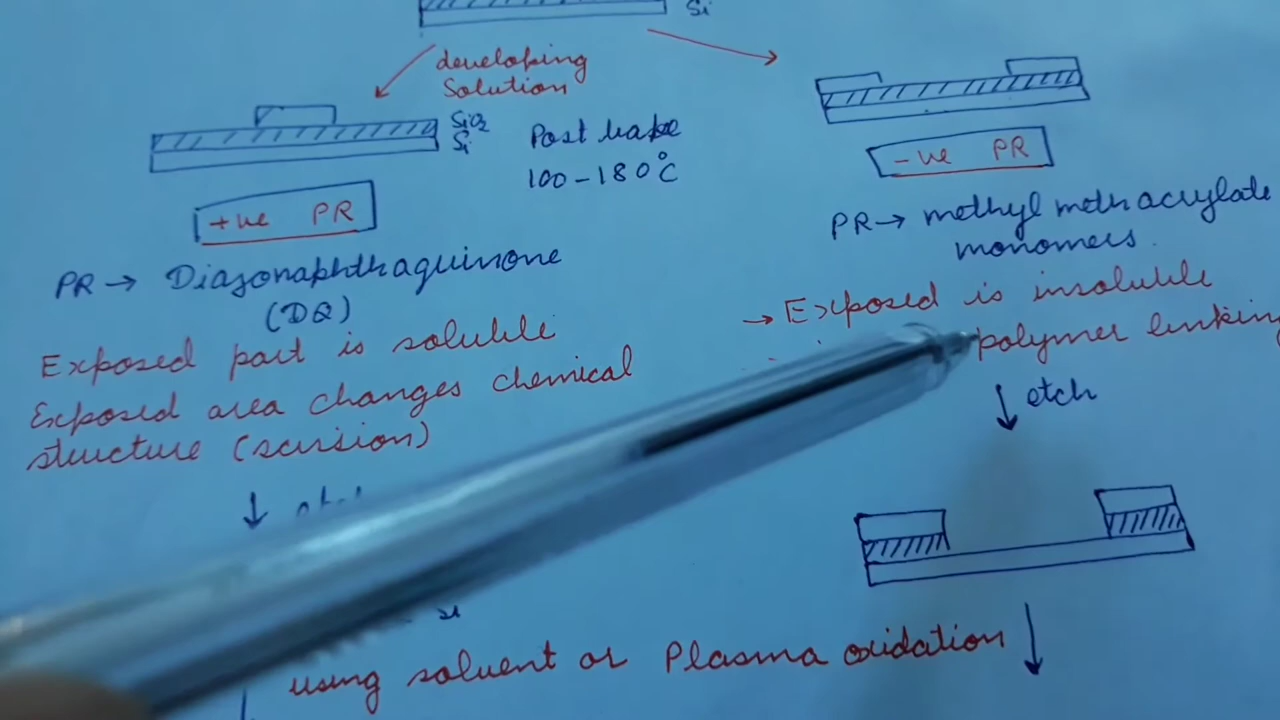 Si
developing
Solution
SiO2
Si
Post bake
100-180°C
+ve PR
-ve PR
PR → Diazonaphthaquinone
(DQ)
Exposed part is soluble
Exposed area changes chemical
structure (scission)
PR → methyl methacrylate
monomers.
→ Exposed is insoluble
polymer linking
↓ etch
using solvent or Plasma oxidation